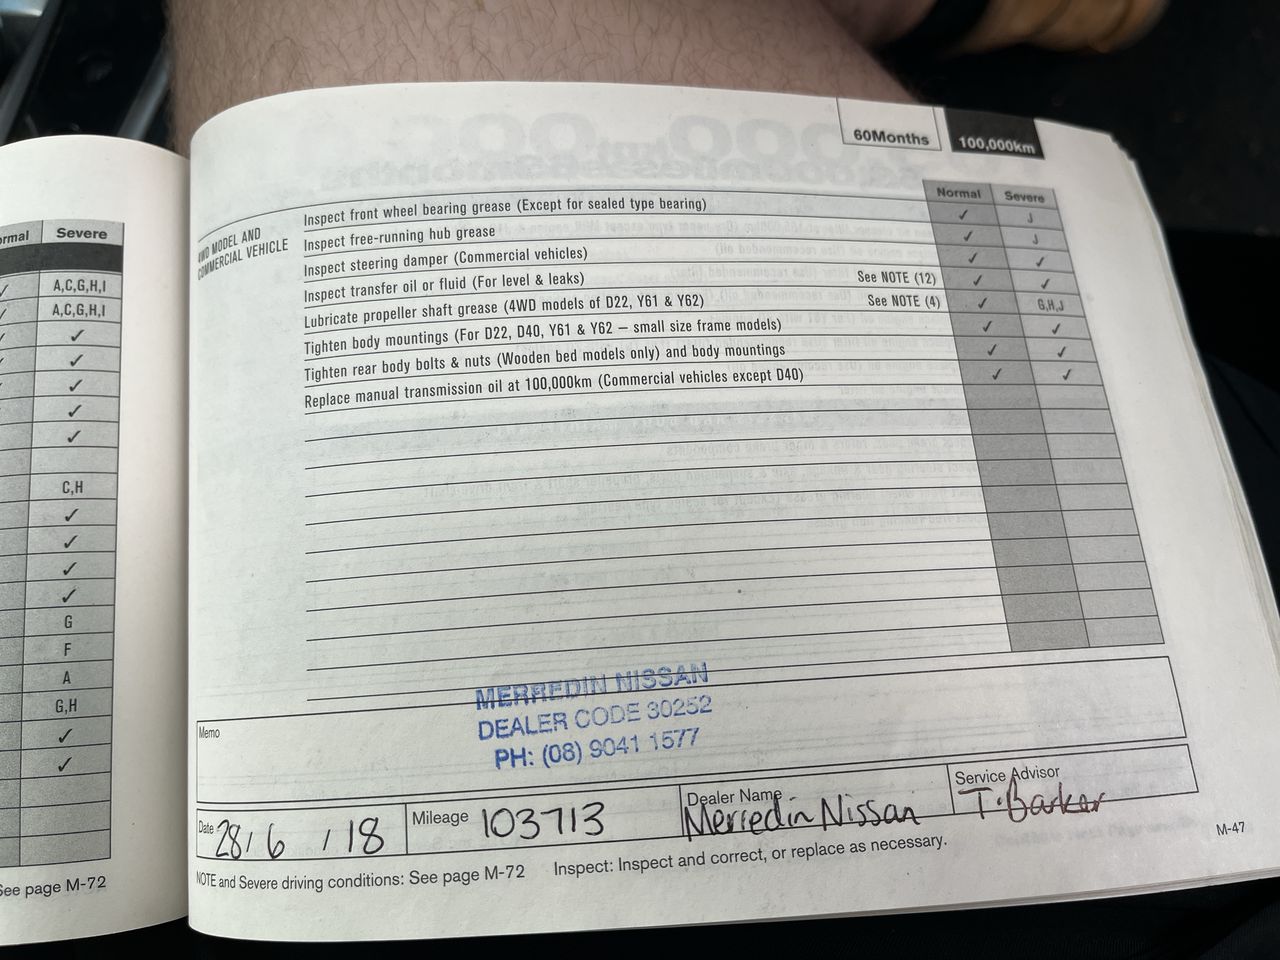 ormal Severe
A,C,G,H,I
A,C,G,H,I
✓
✓
✓
✓
✓
C,H
✓
✓
✓
✓
G
F
A
G,H
✓
✓
See page M-72
60Months 100,000km
Normal Severe
4WD MODEL AND
COMMERCIAL VEHICLE
Inspect front wheel bearing grease (Except for sealed type bearing) ✓ J
Inspect free-running hub grease ✓ J
Inspect steering damper (Commercial vehicles) ✓ ✓
Inspect transfer oil or fluid (For level & leaks) See NOTE (12) ✓ ✓
Lubricate propeller shaft grease (4WD models of D22, Y61 & Y62) See NOTE (4) ✓ G,H,J
Tighten body mountings (For D22, D40, Y61 & Y62 – small size frame models) ✓ ✓
Tighten rear body bolts & nuts (Wooden bed models only) and body mountings ✓ ✓
Replace manual transmission oil at 100,000km (Commercial vehicles except D40) ✓ ✓
Memo
MERREDIN NISSAN
DEALER CODE 30252
PH: (08) 9041 1577
Date 28/6/18 Mileage 103713 Dealer Name Merredin Nissan Service Advisor T.Barker
NOTE and Severe driving conditions: See page M-72 Inspect: Inspect and correct, or replace as necessary.
M-47